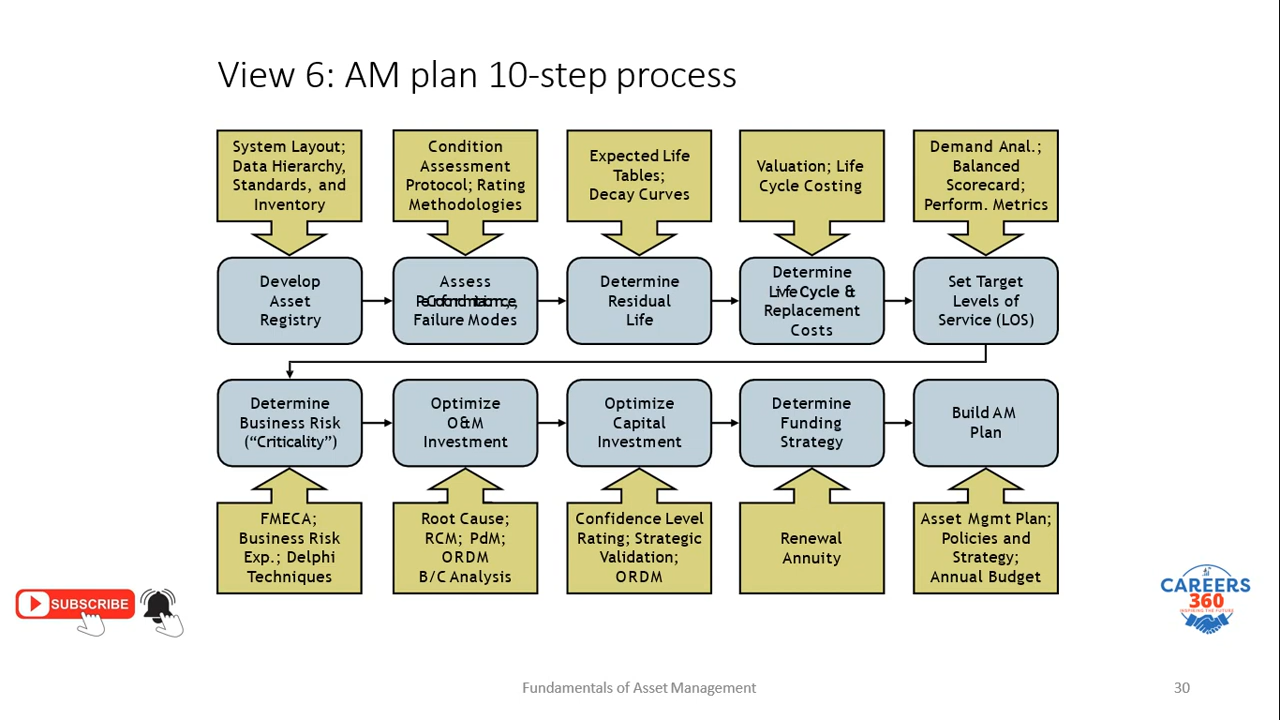 View 6: AM plan 10-step process
System Layout;
Data Hierarchy,
Standards, and
Inventory
Condition
Assessment
Protocol; Rating
Methodologies
Expected Life
Tables;
Decay Curves
Valuation; Life
Cycle Costing
Demand Anal.;
Balanced
Scorecard;
Perform. Metrics
Develop
Asset
Registry
Assess
Failure Modes
Determine
Residual
Life
Determine
Cycle &
Replacement
Costs
Set Target
Levels of
Service (LOS)
Determine
Business Risk
(“Criticality”)
Optimize
O&M
Investment
Optimize
Capital
Investment
Determine
Funding
Strategy
Build AM
Plan
FMECA;
Business Risk
Exp.; Delphi
Techniques
Root Cause;
RCM; PdM;
ORDM
B/C Analysis
Confidence Level
Rating; Strategic
Validation;
ORDM
Renewal
Annuity
Asset Mgmt Plan;
Policies and
Strategy;
Annual Budget
SUBSCRIBE
CAREERS
360
INSPIRING THE FUTURE
Fundamentals of Asset Management
30